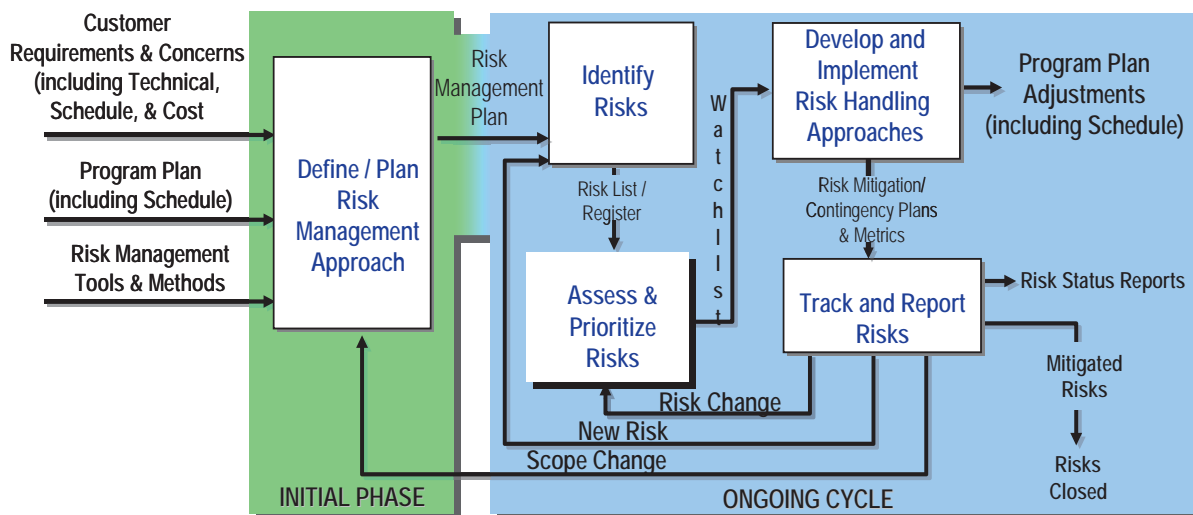 Customer
Requirements & Concerns
(including Technical,
Schedule, & Cost
Program Plan
(including Schedule)
Risk Management
Tools & Methods
Define / Plan
Risk
Management
Approach
INITIAL PHASE
Risk
Management
Plan
Identify
Risks
Risk List /
Register
Assess &
Prioritize
Risks
W
a
t
c
h
l
I
s
t
Develop and
Implement
Risk Handling
Approaches
Program Plan
Adjustments
(including Schedule)
Risk Mitigation/
Contingency Plans
& Metrics
Track and Report
Risks
Risk Status Reports
Mitigated
Risks
Risks
Closed
Risk Change
New Risk
Scope Change
ONGOING CYCLE